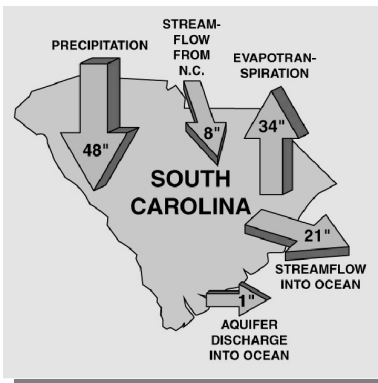 STREAM-
FLOW
FROM
N.C.
PRECIPITATION
EVAPOTRAN-
SPIRATION
48"
8"
34"
SOUTH
CAROLINA
21"
STREAMFLOW
INTO OCEAN
1"
AQUIFER
DISCHARGE
INTO OCEAN